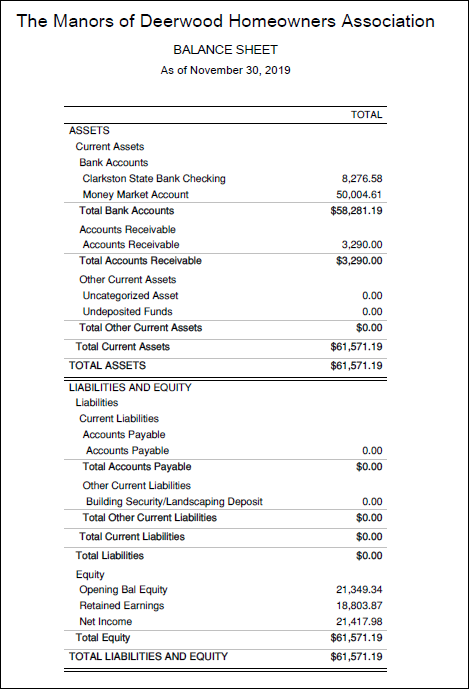 The Manors of Deerwood Homeowners Association
BALANCE SHEET
As of November 30, 2019
TOTAL
ASSETS
Current Assets
Bank Accounts
Clarkston State Bank Checking 8,276.58
Money Market Account 50,004.61
Total Bank Accounts $58,281.19
Accounts Receivable
Accounts Receivable 3,290.00
Total Accounts Receivable $3,290.00
Other Current Assets
Uncategorized Asset 0.00
Undeposited Funds 0.00
Total Other Current Assets $0.00
Total Current Assets $61,571.19
TOTAL ASSETS $61,571.19
LIABILITIES AND EQUITY
Liabilities
Current Liabilities
Accounts Payable
Accounts Payable 0.00
Total Accounts Payable $0.00
Other Current Liabilities
Building Security/Landscaping Deposit 0.00
Total Other Current Liabilities $0.00
Total Current Liabilities $0.00
Total Liabilities $0.00
Equity
Opening Bal Equity 21,349.34
Retained Earnings 18,803.87
Net Income 21,417.98
Total Equity $61,571.19
TOTAL LIABILITIES AND EQUITY $61,571.19